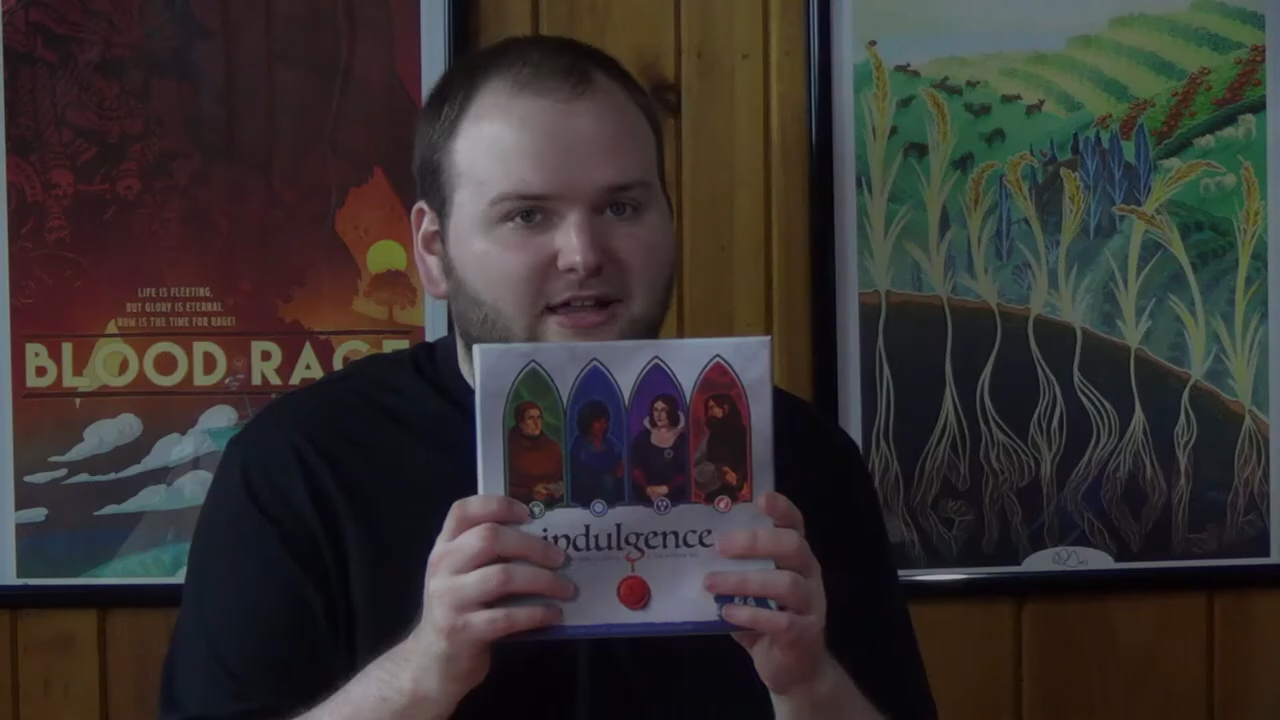 LIFE IS FLEETING,
BUT GLORY IS ETERNAL.
NOW IS THE TIME FOR RAGE!
BLOOD RAGE
indulgence